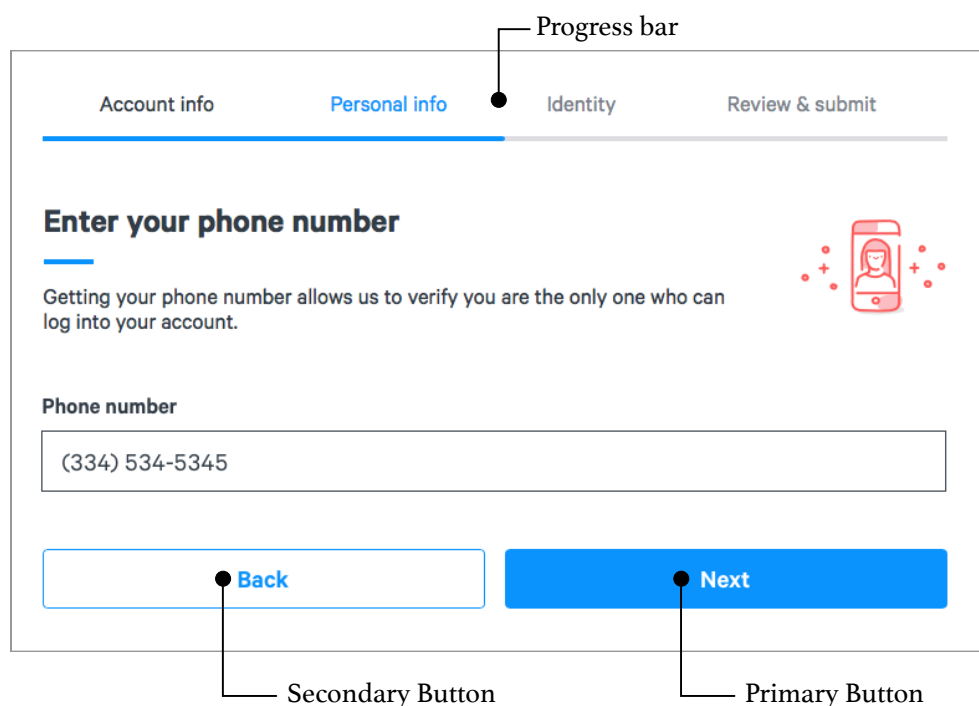 Progress bar
Account info Personal info Identity Review & submit
Enter your phone number
Getting your phone number allows us to verify you are the only one who can
log into your account.
Phone number
(334) 534-5345
Back Next
Secondary Button Primary Button